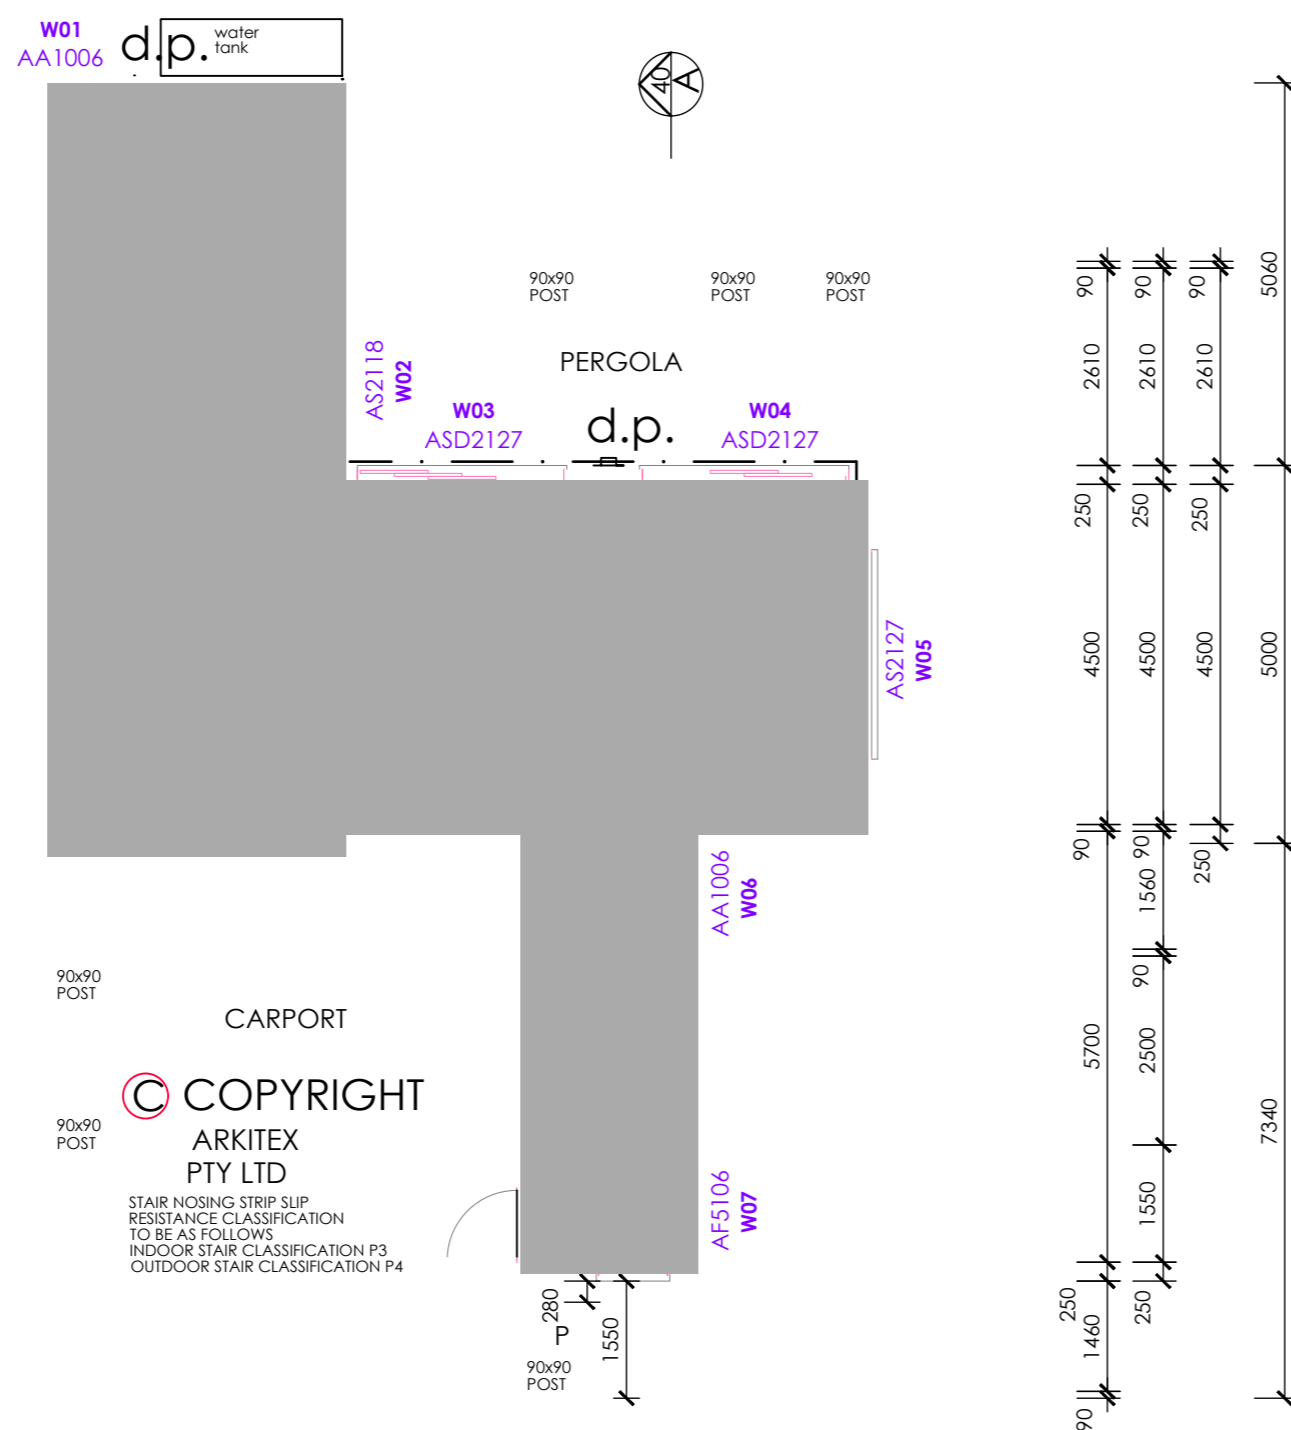 W01
AA1006
d.p.
water
tank
40
A
90x90
POST
90x90
POST
90x90
POST
PERGOLA
AS2118
W02
W03
ASD2127
d.p.
W04
ASD2127
AS2127
W05
AA1006
W06
90x90
POST
CARPORT
C COPYRIGHT
90x90
POST
ARKITEX
PTY LTD
STAIR NOSING STRIP SLIP
RESISTANCE CLASSIFICATION
TO BE AS FOLLOWS
INDOOR STAIR CLASSIFICATION P3
OUTDOOR STAIR CLASSIFICATION P4
AF5106
W07
280
P
1550
90x90
POST
90
2610
250
4500
90
5700
250
1460
90
90
2610
250
4500
90
1560
90
2500
1550
250
90
2610
250
4500
250
5060
5000
7340